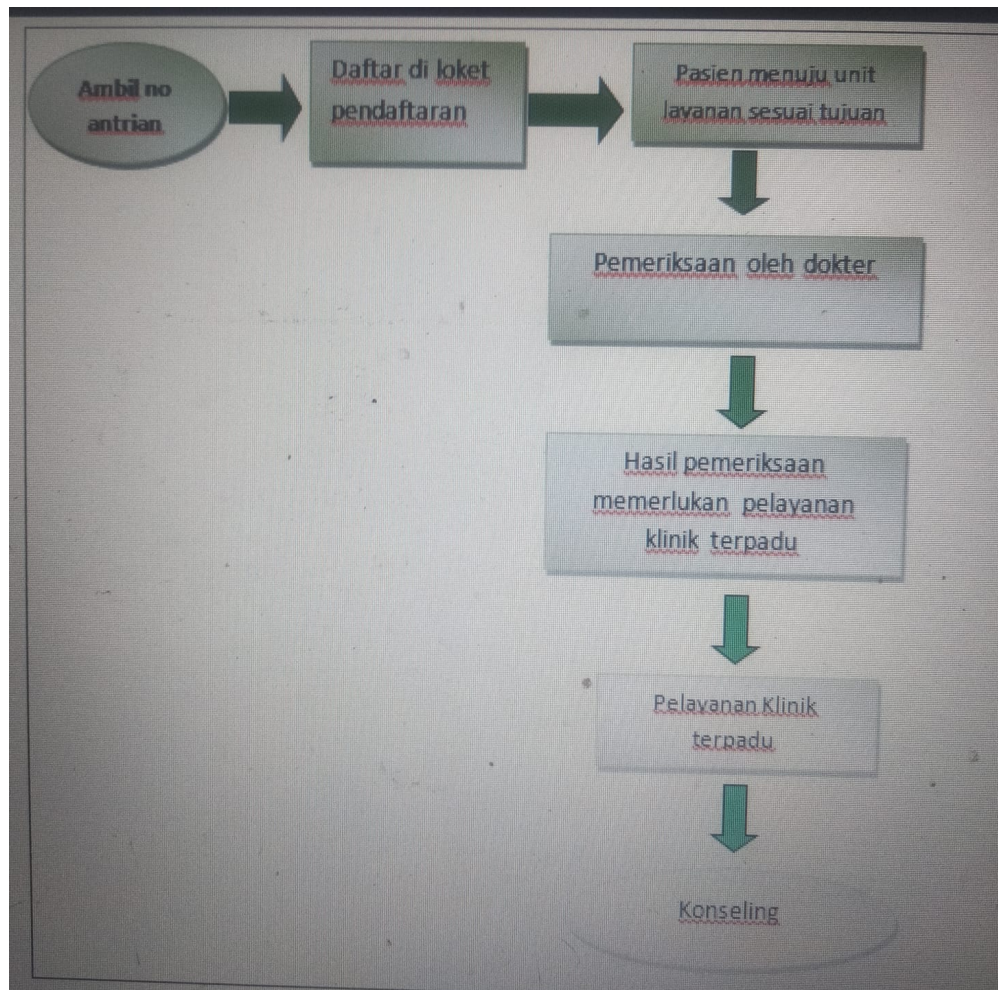 Ambil no
antrian
Daftar di loket
pendaftaran
Pasien menuju unit
layanan sesuai tujuan
Pemeriksaan oleh dokter
Hasil pemeriksaan
memerlukan pelayanan
klinik terpadu
Pelayanan Klinik
terpadu
Konseling